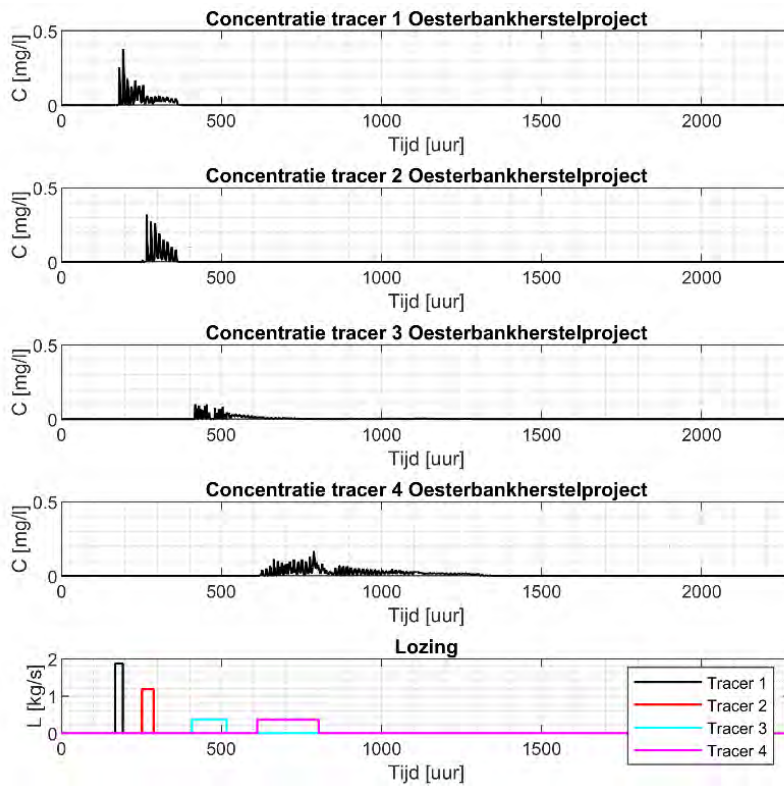 Concentratie tracer 1 Oesterbankherstelproject
C [mg/l]
0.5
0
0 500 1000 1500 2000
Tijd [uur]
Concentratie tracer 2 Oesterbankherstelproject
C [mg/l]
0.5
0
0 500 1000 1500 2000
Tijd [uur]
Concentratie tracer 3 Oesterbankherstelproject
C [mg/l]
0.5
0
0 500 1000 1500 2000
Tijd [uur]
Concentratie tracer 4 Oesterbankherstelproject
C [mg/l]
0.5
0
0 500 1000 1500 2000
Tijd [uur]
Lozing
L [kg/s]
2
1
0
Tracer 1
Tracer 2
Tracer 3
Tracer 4
0 500 1000 1500 2000
Tijd [uur]